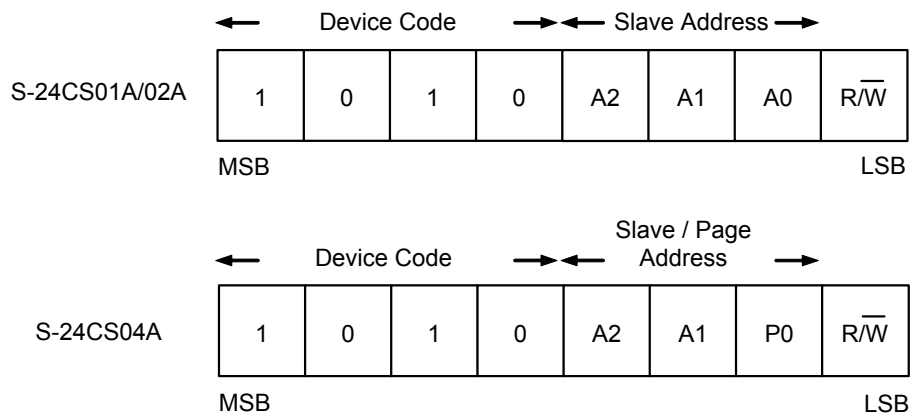 Device Code Slave Address
S-24CS01A/02A 1 0 1 0 A2 A1 A0 R/W̅
MSB LSB
Slave / Page
Device Code Address
S-24CS04A 1 0 1 0 A2 A1 P0 R/W̅
MSB LSB